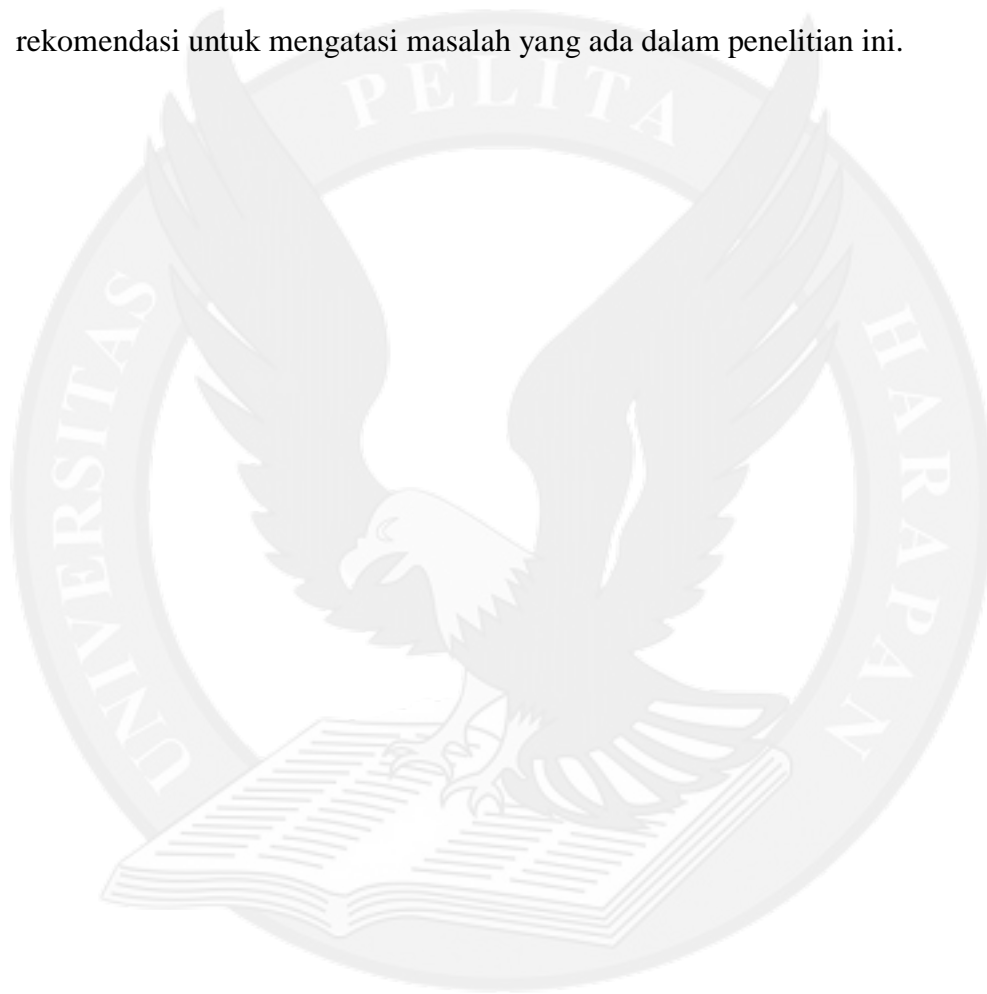 rekomendasi untuk mengatasi masalah yang ada dalam penelitian ini.
UNIVERSITAS PELITA HARAPAN